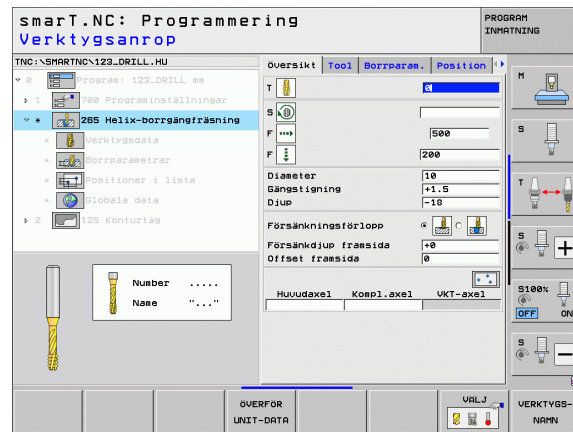 smarT.NC: Programmering
Verktygsanrop
PROGRAM
INMATNING
TNC:\SMARTNC\123_DRILL.HU
0 Program: 123_DRILL mm
1 700 Programinställningar
* 265 Helix-borrgängfräsning
* Verktygsdata
* Borrparametrar
* Positioner i lista
* Globala data
2 125 Konturtåg
Number .....
Name "..."
Översikt Tool Borrparam. Position
T 0
S
F 500
F 200
Diameter 10
Gängstigning +1.5
Djup -18
Försänkningsförlopp
Försänkdjup framsida +0
Offset framsida 0
Huvudaxel Kompl.axel VKT-axel
M
S
T
S
S100%
OFF ON
S
ÖVERFÖR
UNIT-DATA
VÄLJ
VERKTYGS-
NAMN